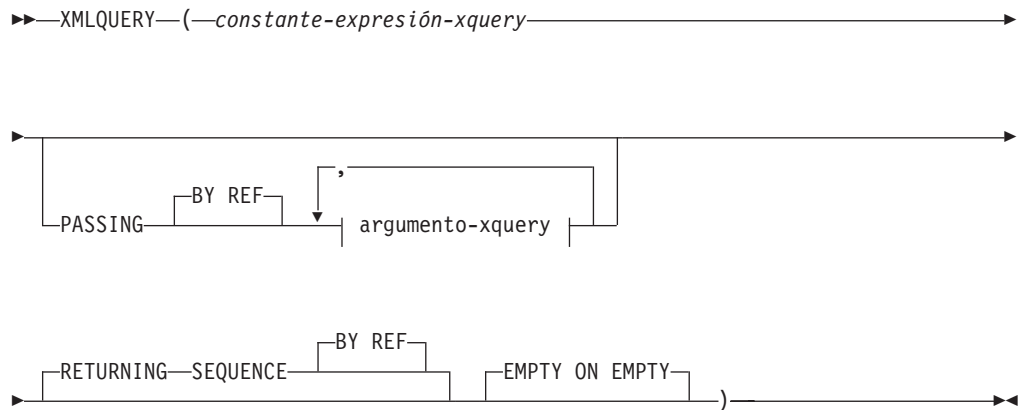 XMLQUERY ( constante-expresión-xquery
,
BY REF
PASSING argumento-xquery
BY REF
RETURNING SEQUENCE EMPTY ON EMPTY
)